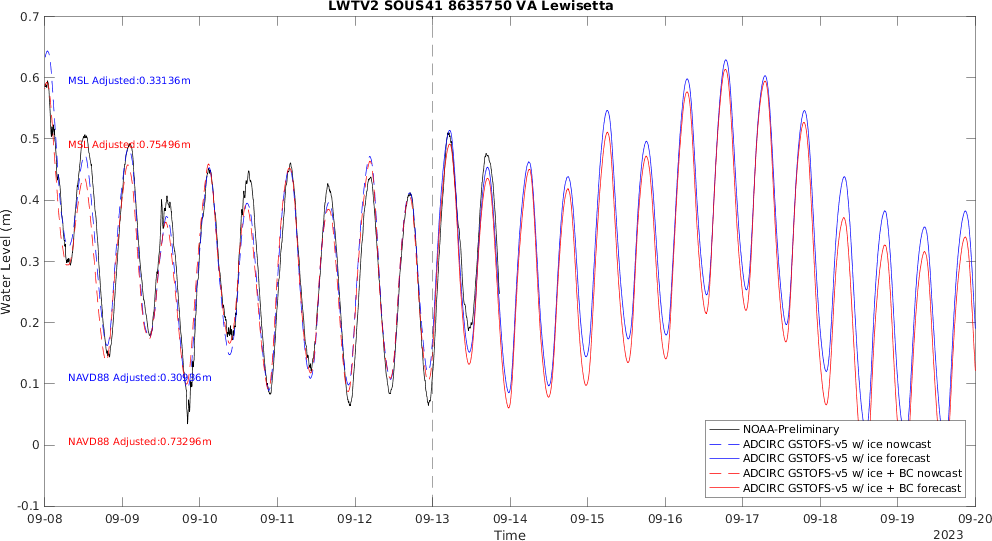 LWTV2 SOUS41 8635750 VA Lewisetta
0.7
0.6
0.5
0.4
0.3
0.2
0.1
0
-0.1
Water Level (m)
MSL Adjusted:0.33136m
MSL Adjusted:0.75496m
NAVD88 Adjusted:0.30936m
NAVD88 Adjusted:0.73296m
NOAA-Preliminary
ADCIRC GSTOFS-v5 w/ ice nowcast
ADCIRC GSTOFS-v5 w/ ice forecast
ADCIRC GSTOFS-v5 w/ ice + BC nowcast
ADCIRC GSTOFS-v5 w/ ice + BC forecast
09-08 09-09 09-10 09-11 09-12 09-13 09-14 09-15 09-16 09-17 09-18 09-19 09-20
Time
2023